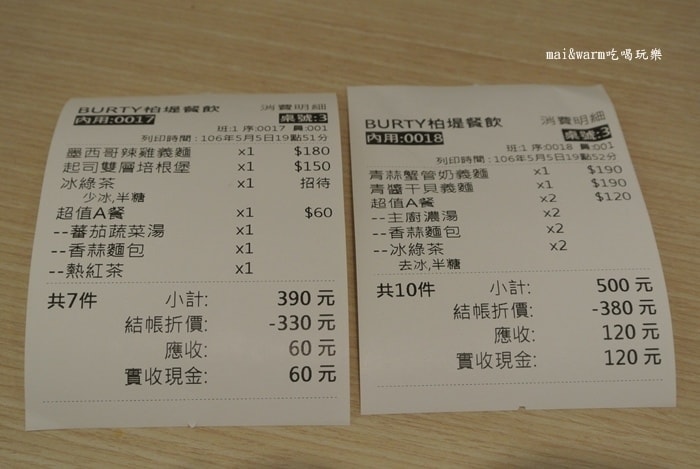 mai&warm吃喝玩樂
BURTY柏堤餐飲 消費明細
內用:0017 桌號:3
班:1 序:0017 員:001
列印時間:106年5月5日19點51分
墨西哥辣雞義麵 x1 $180
起司雙層培根堡 x1 $150
冰綠茶 x1 招待
少冰,半糖
超值A餐 x1 $60
--蕃茄蔬菜湯 x1
--香蒜麵包 x1
--熱紅茶 x1
共7件 小計: 390 元
結帳折價: -330 元
應收: 60 元
實收現金: 60 元
BURTY柏堤餐飲 消費明細
內用:0018 桌號:3
班:1 序:0018 員:001
列印時間:106年5月5日19點52分
青蒜蟹管奶義麵 x1 $190
青醬干貝義麵 x1 $190
超值A餐 x2 $120
--主廚濃湯 x2
--香蒜麵包 x2
--冰綠茶 x2
去冰,半糖
共10件 小計: 500 元
結帳折價: -380 元
應收: 120 元
實收現金: 120 元